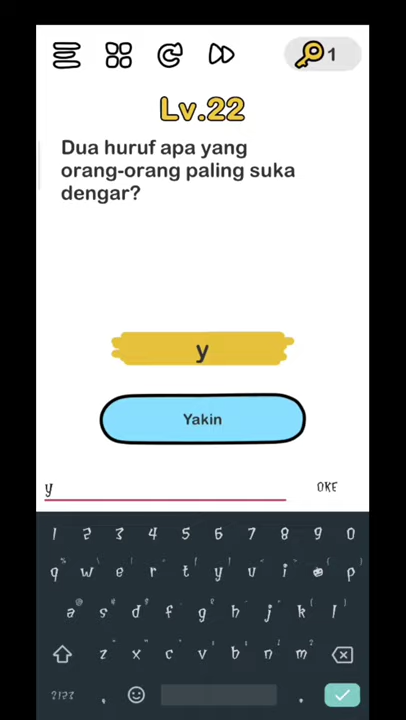 1
Lv.22
Dua huruf apa yang
orang-orang paling suka
dengar?
y
Yakin
y
OKE
1 2 3 4 5 6 7 8 9 0
q w e r t y u i o p
a s d f g h j k l
z x c v b n m
?123 , .